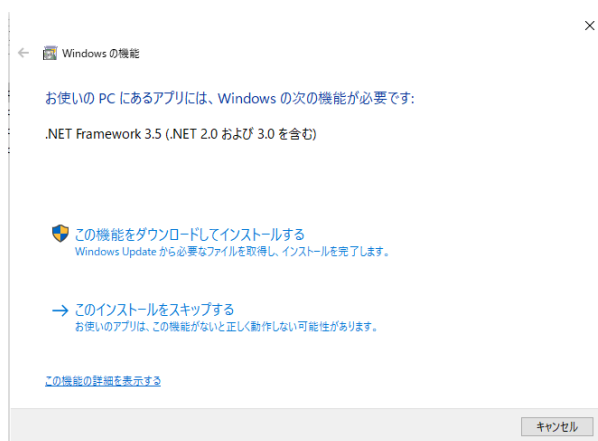 Windows の機能
お使いの PC にあるアプリには、Windows の次の機能が必要です:
.NET Framework 3.5 (.NET 2.0 および 3.0 を含む)
この機能をダウンロードしてインストールする
Windows Update から必要なファイルを取得し、インストールを完了します。
このインストールをスキップする
お使いのアプリは、この機能がないと正しく動作しない可能性があります。
この機能の詳細を表示する
キャンセル